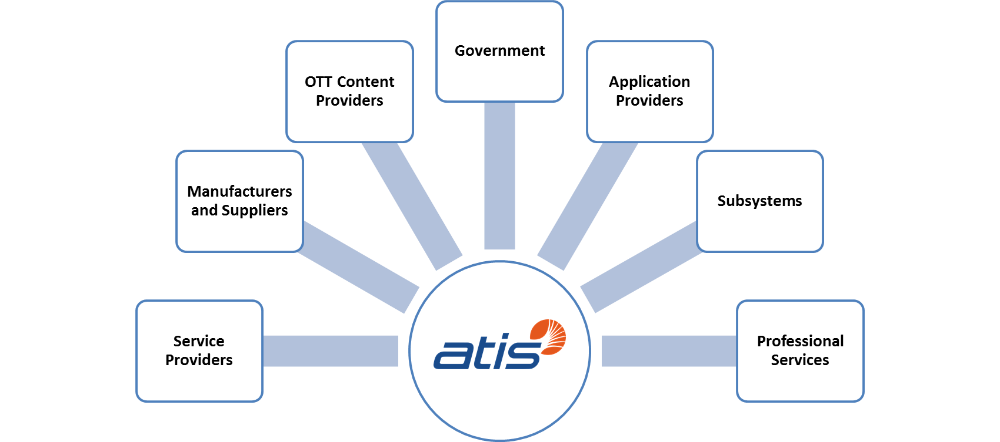 Government
OTT Content
Providers
Application
Providers
Manufacturers
and Suppliers
Subsystems
Service
Providers
atis
Professional
Services